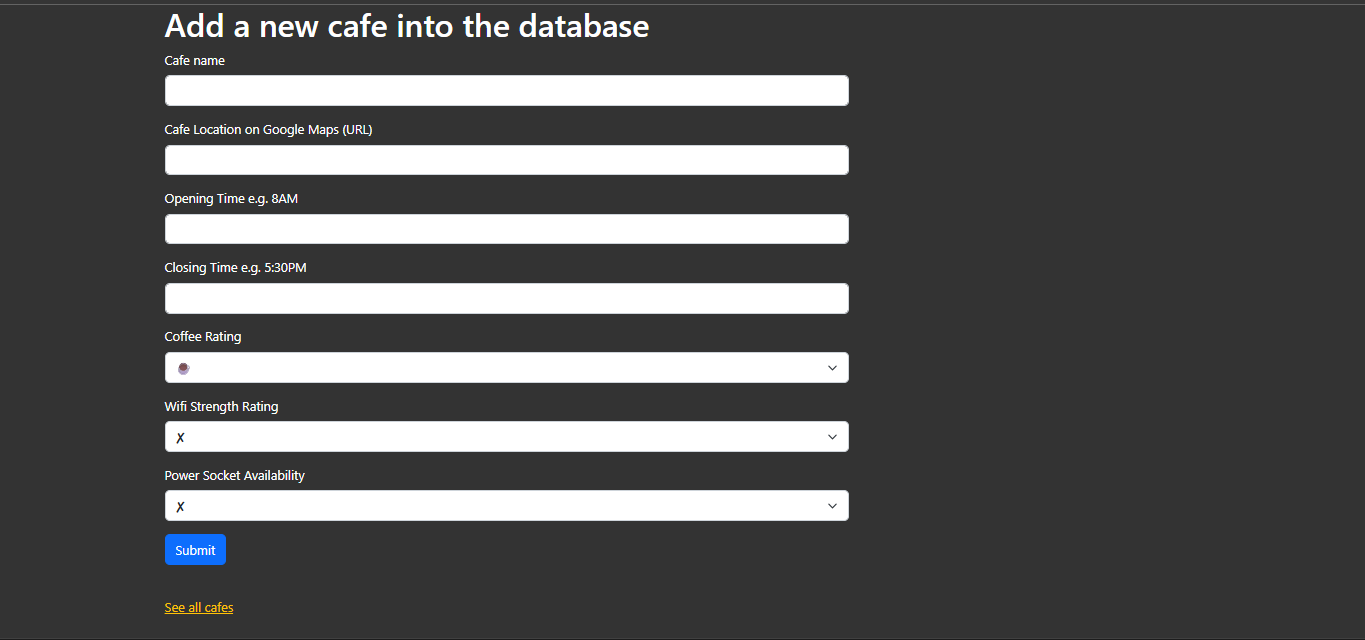 Add a new cafe into the database
Cafe name
Cafe Location on Google Maps (URL)
Opening Time e.g. 8AM
Closing Time e.g. 5:30PM
Coffee Rating
Wifi Strength Rating
✗
Power Socket Availability
✗
Submit
See all cafes